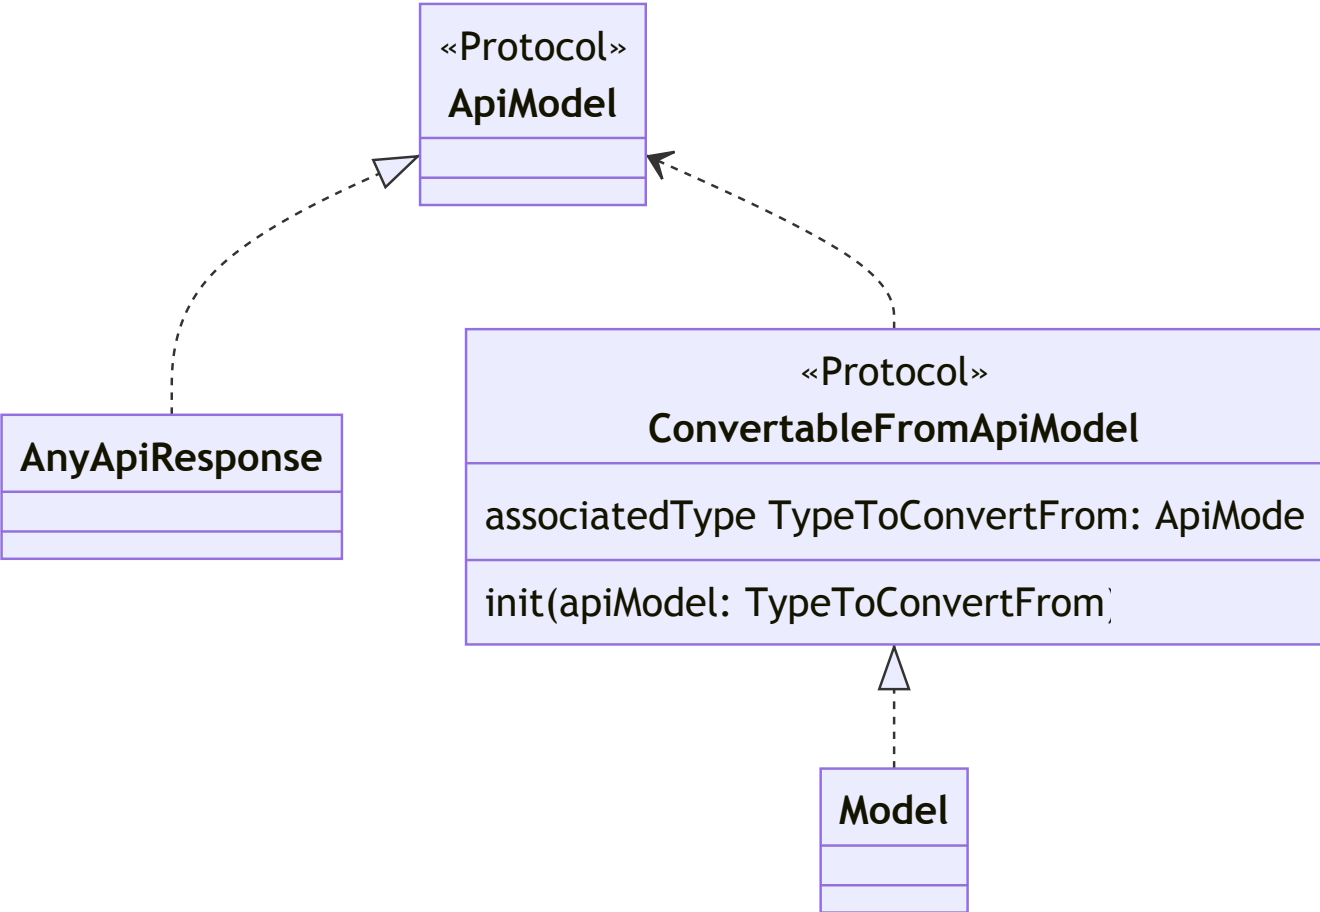 «Protocol»
ApiModel
AnyApiResponse
«Protocol»
ConvertableFromApiModel
associatedType TypeToConvertFrom: ApiMode
init(apiModel: TypeToConvertFrom)
Model